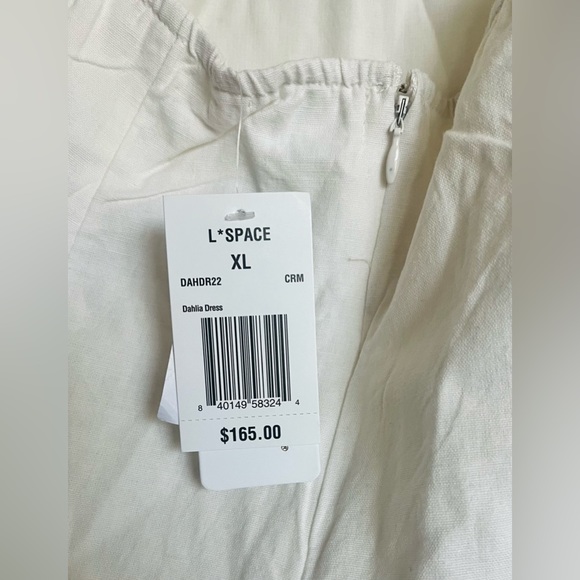 L*SPACE
XL
DAHDR22 CRM
Dahlia Dress
8 40149 58324 4
$165.00